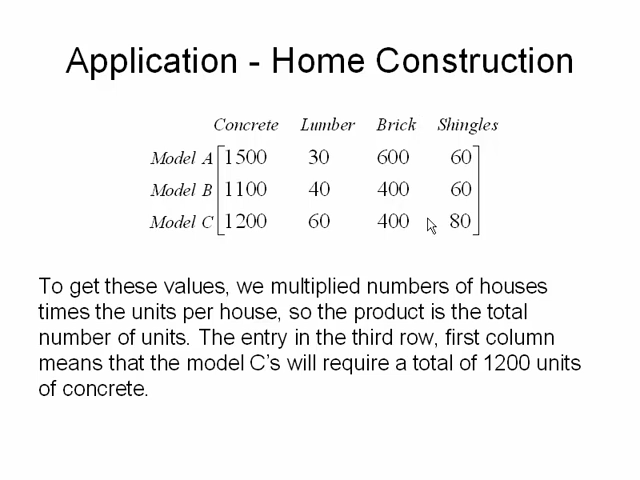 Application - Home Construction
Concrete Lumber Brick Shingles
Model A 1500 30 600 60
Model B 1100 40 400 60
Model C 1200 60 400 80
To get these values, we multiplied numbers of houses
times the units per house, so the product is the total
number of units. The entry in the third row, first column
means that the model C's will require a total of 1200 units
of concrete.